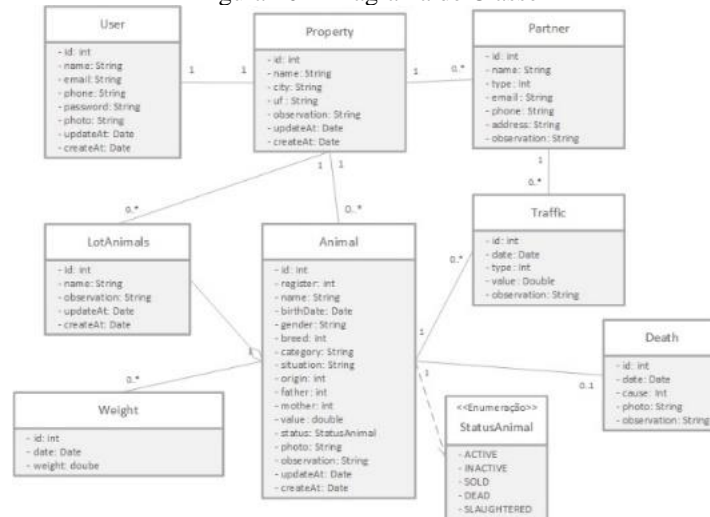 User
- id: int
- name: String
- email: String
- phone: String
- password: String
- photo: String
- updateAt: Date
- createAt: Date
1
1
Property
- id: int
- name: String
- city: String
- uf: String
- observation: String
- updateAt: Date
- createAt: Date
1
0..*
Partner
- id: int
- name: String
- type: Int
- email: String
- phone: String
- address: String
- observation: String
1
1
1
0..*
0..*
0..*
LotAnimals
- id: int
- name: String
- observation: String
- updateAt: Date
- createAt: Date
Animal
- id: int
- register: int
- name: String
- birthDate: Date
- gender: String
- breed: int
- category: String
- situation: String
- origin: int
- father: int
- mother: int
- value: double
- status: StatusAnimal
- photo: String
- observation: String
- updateAt: Date
- createAt: Date
Traffic
- id: int
- date: Date
- type: Int
- value: Double
- observation: String
0..*
1
1
0..*
1
0..1
Weight
- id: int
- date: Date
- weight: doube
Death
- id: int
- date: Date
- cause: Int
- photo: String
- observation: String
<<Enumeração>>
StatusAnimal
- ACTIVE
- INACTIVE
- SOLD
- DEAD
- SLAUGHTERED